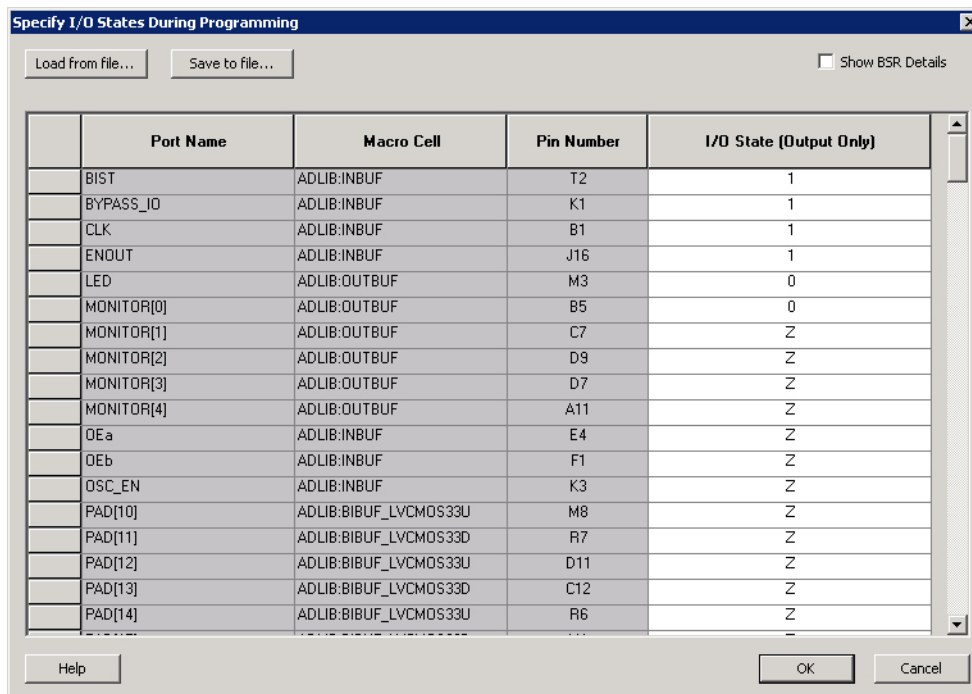 Specify I/O States During Programming
Load from file... Save to file... Show BSR Details
Port Name Macro Cell Pin Number I/O State (Output Only)
BIST ADLIB:INBUF T2 1
BYPASS_IO ADLIB:INBUF K1 1
CLK ADLIB:INBUF B1 1
ENOUT ADLIB:INBUF J16 1
LED ADLIB:OUTBUF M3 0
MONITOR[0] ADLIB:OUTBUF B5 0
MONITOR[1] ADLIB:OUTBUF C7 Z
MONITOR[2] ADLIB:OUTBUF D9 Z
MONITOR[3] ADLIB:OUTBUF D7 Z
MONITOR[4] ADLIB:OUTBUF A11 Z
OEa ADLIB:INBUF E4 Z
OEb ADLIB:INBUF F1 Z
OSC_EN ADLIB:INBUF K3 Z
PAD[10] ADLIB:BIBUF_LVCMOS33U M8 Z
PAD[11] ADLIB:BIBUF_LVCMOS33D R7 Z
PAD[12] ADLIB:BIBUF_LVCMOS33U D11 Z
PAD[13] ADLIB:BIBUF_LVCMOS33D C12 Z
PAD[14] ADLIB:BIBUF_LVCMOS33U R6 Z
Help OK Cancel